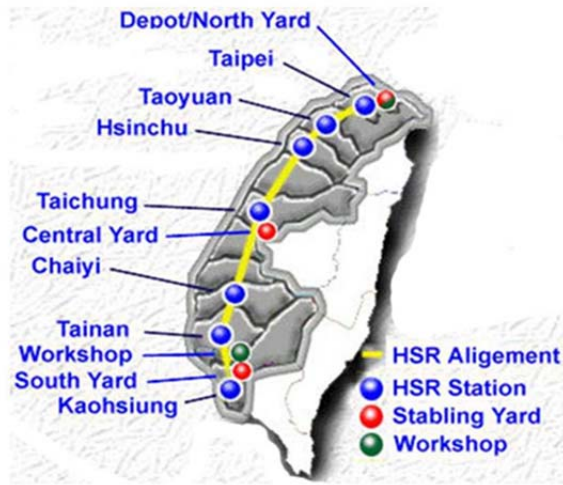 Depot/North Yard
Taipei
Taoyuan
Hsinchu
Taichung
Central Yard
Chaiyi
Tainan
Workshop
South Yard
Kaohsiung
HSR Aligement
HSR Station
Stabling Yard
Workshop